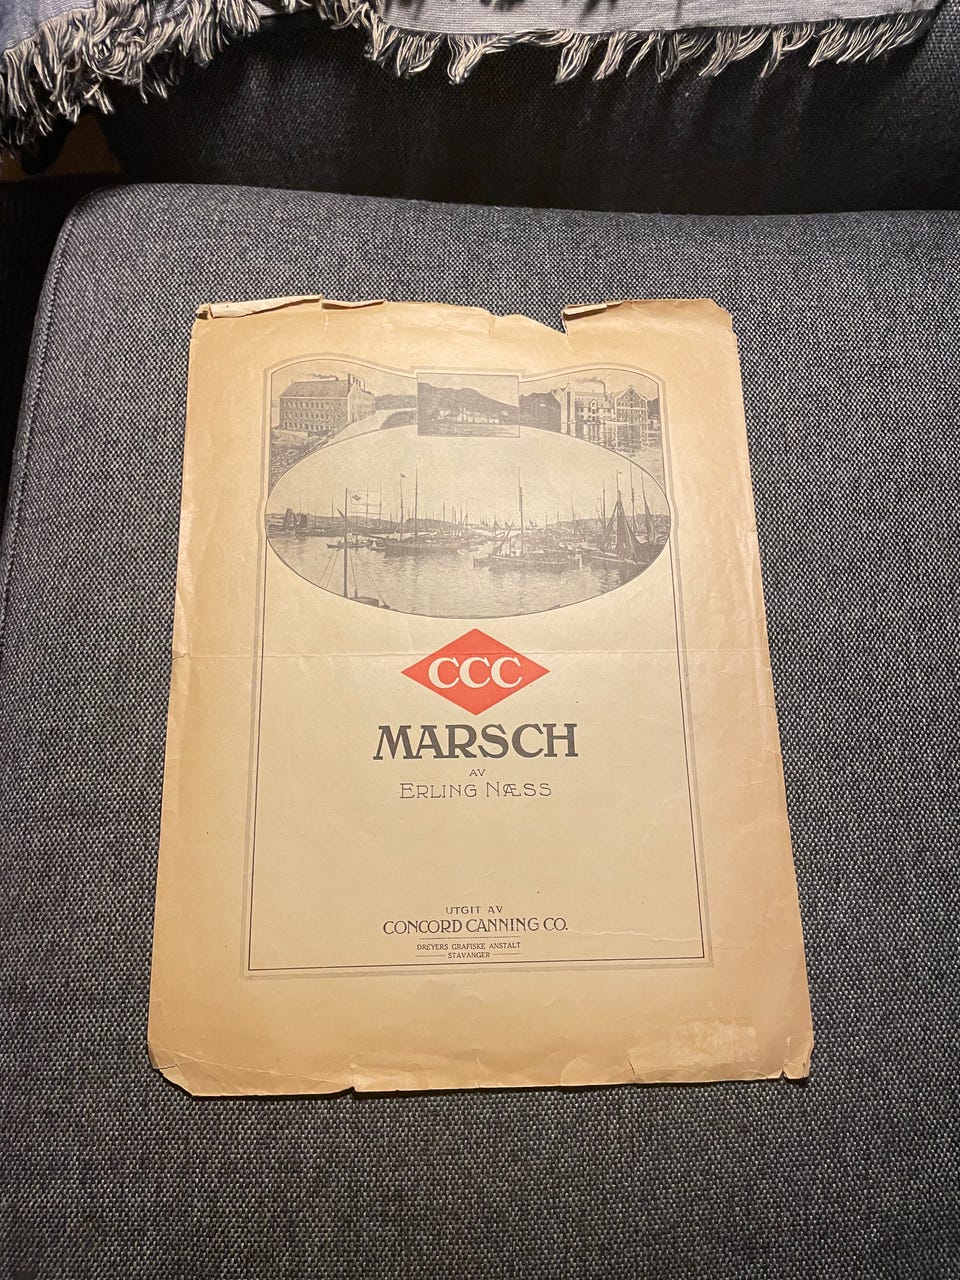 CCC
MARSCH
AV
ERLING NÆSS
UTGIT AV
CONCORD CANNING CO.
DREYERS GRAFISKE ANSTALT
STAVANGER